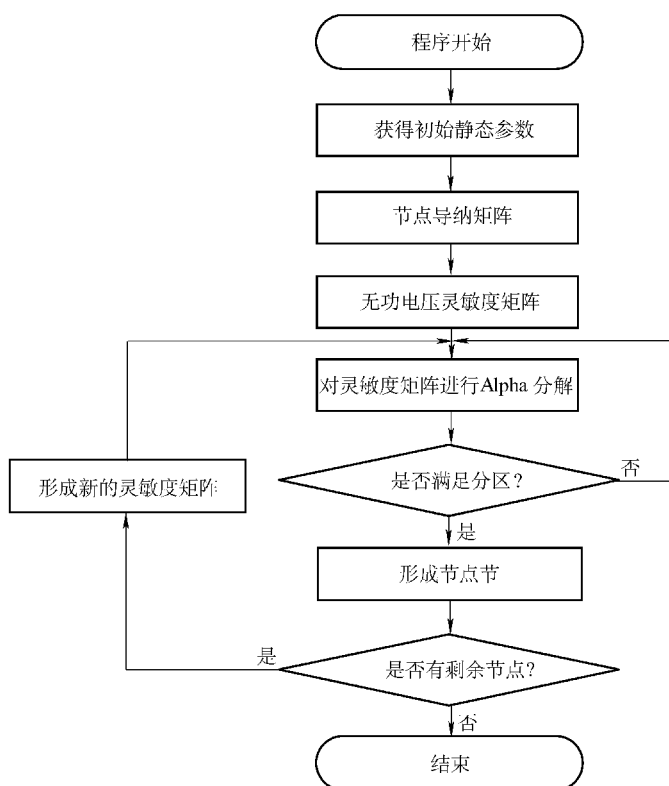 程序开始
获得初始静态参数
节点导纳矩阵
无功电压灵敏度矩阵
对灵敏度矩阵进行Alpha 分解
形成新的灵敏度矩阵
是否满足分区?
否
是
形成节点节
是
是否有剩余节点?
否
结束